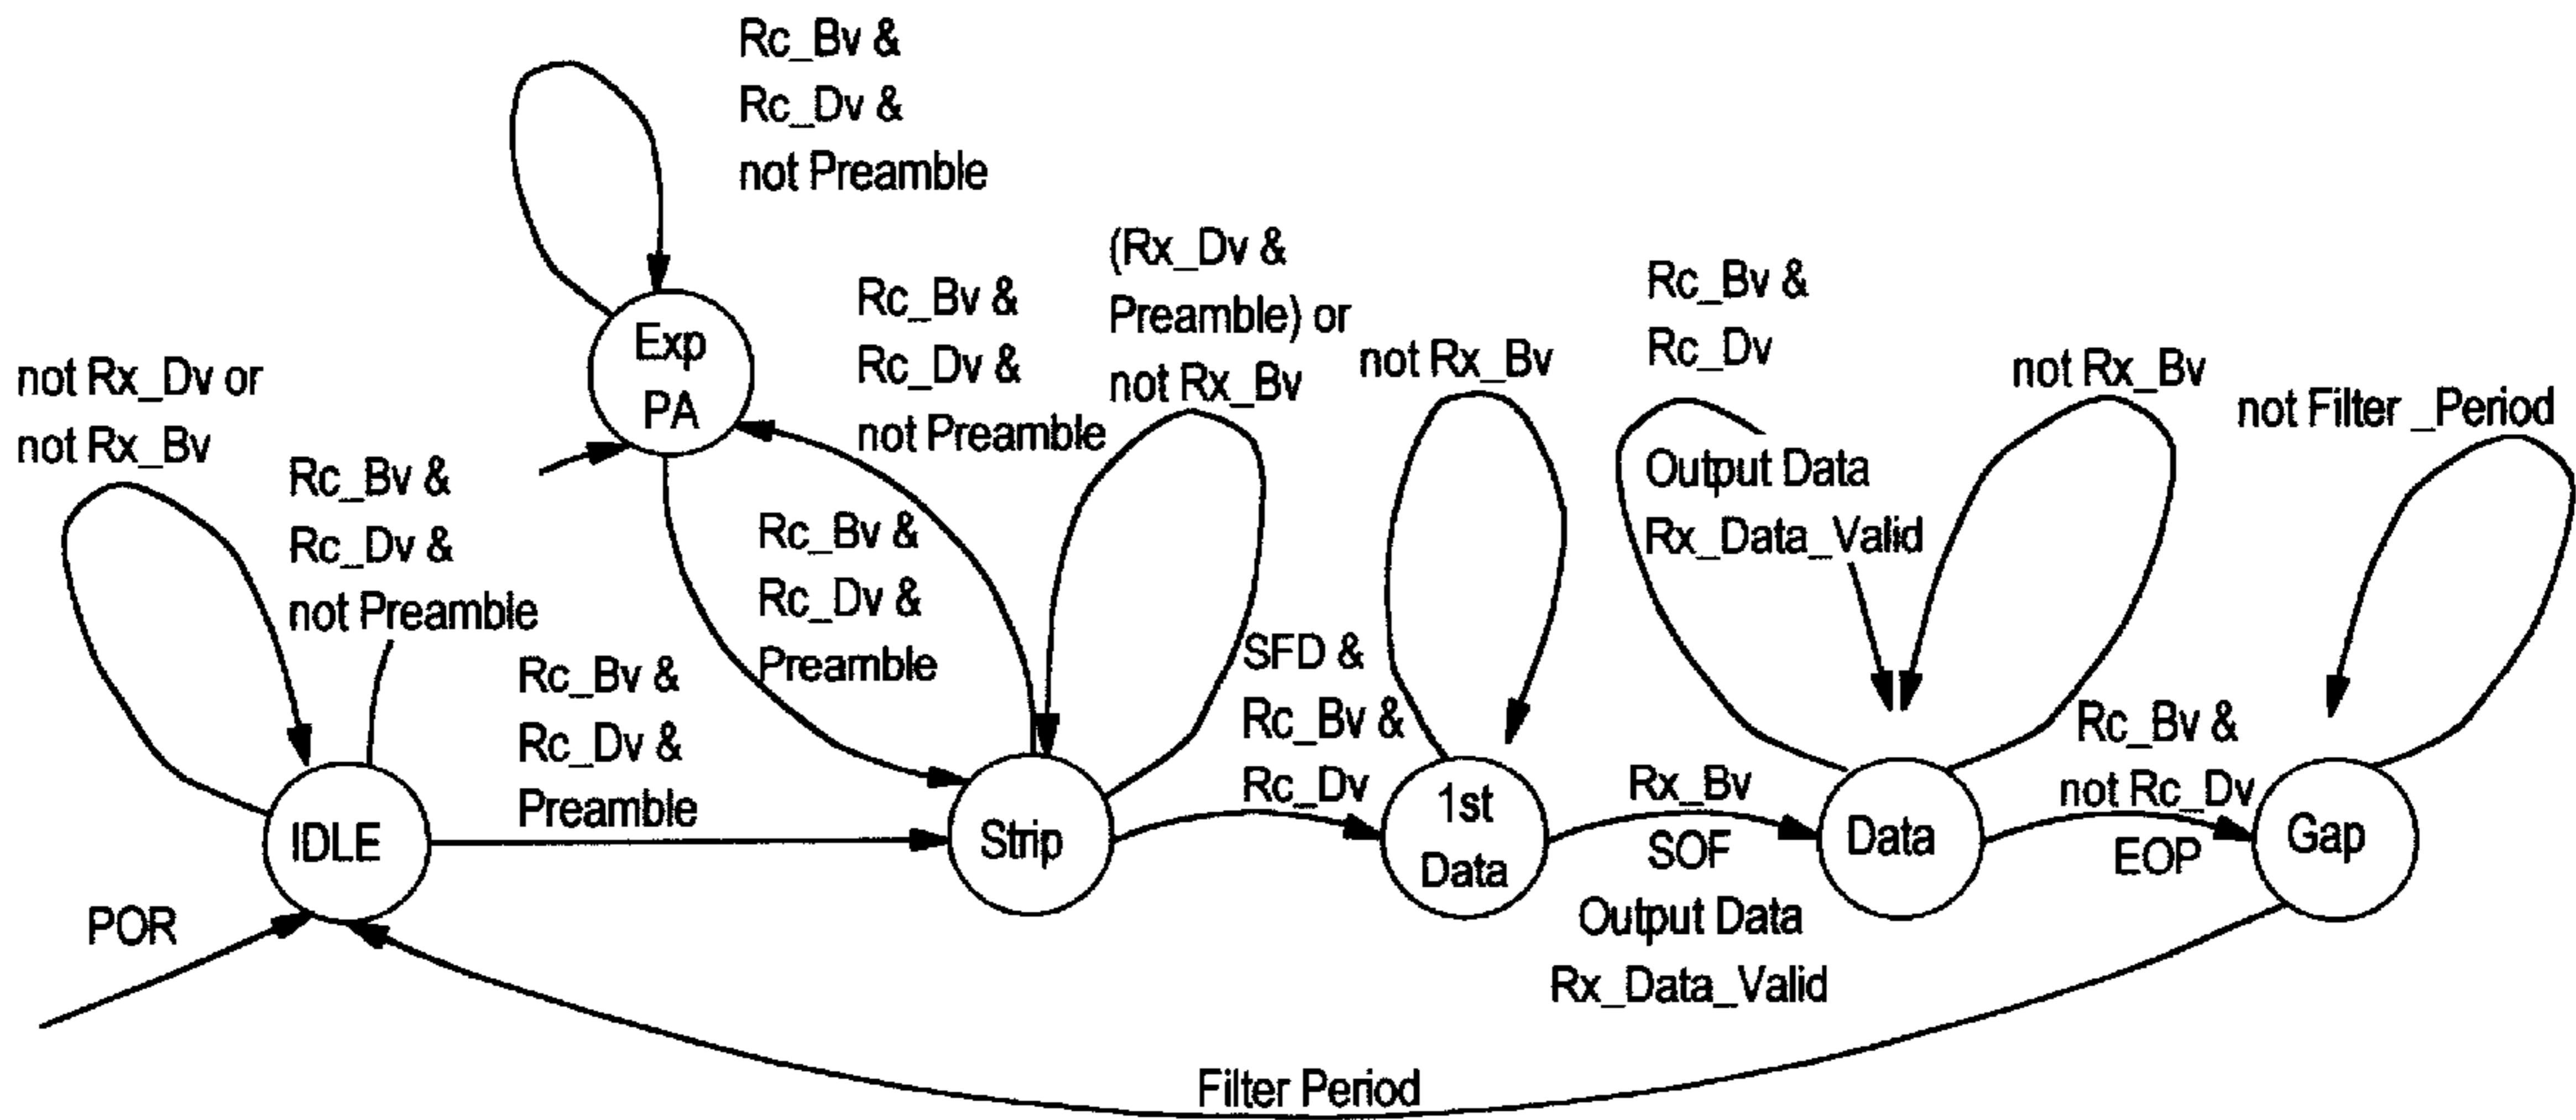 Rc_Bv &
Rc_Dv &
not Preamble
Exp
PA
Rc_Bv &
Rc_Dv &
not Preamble
(Rx_Dv &
Preamble) or
not Rx_Bv
not Rx_Bv
Rc_Bv &
Rc_Dv
Output Data
Rx_Data_Valid
not Rx_Bv
not Filter _Period
not Rx_Dv or
not Rx_Bv
Rc_Bv &
Rc_Dv &
not Preamble
Rc_Bv &
Rc_Dv &
Preamble
Rc_Bv &
Rc_Dv &
Preamble
SFD &
Rc_Bv &
Rc_Dv
IDLE
Strip
1st
Data
Rx_Bv
SOF
Output Data
Rx_Data_Valid
Data
Rc_Bv &
not Rc_Dv
EOP
Gap
POR
Filter Period